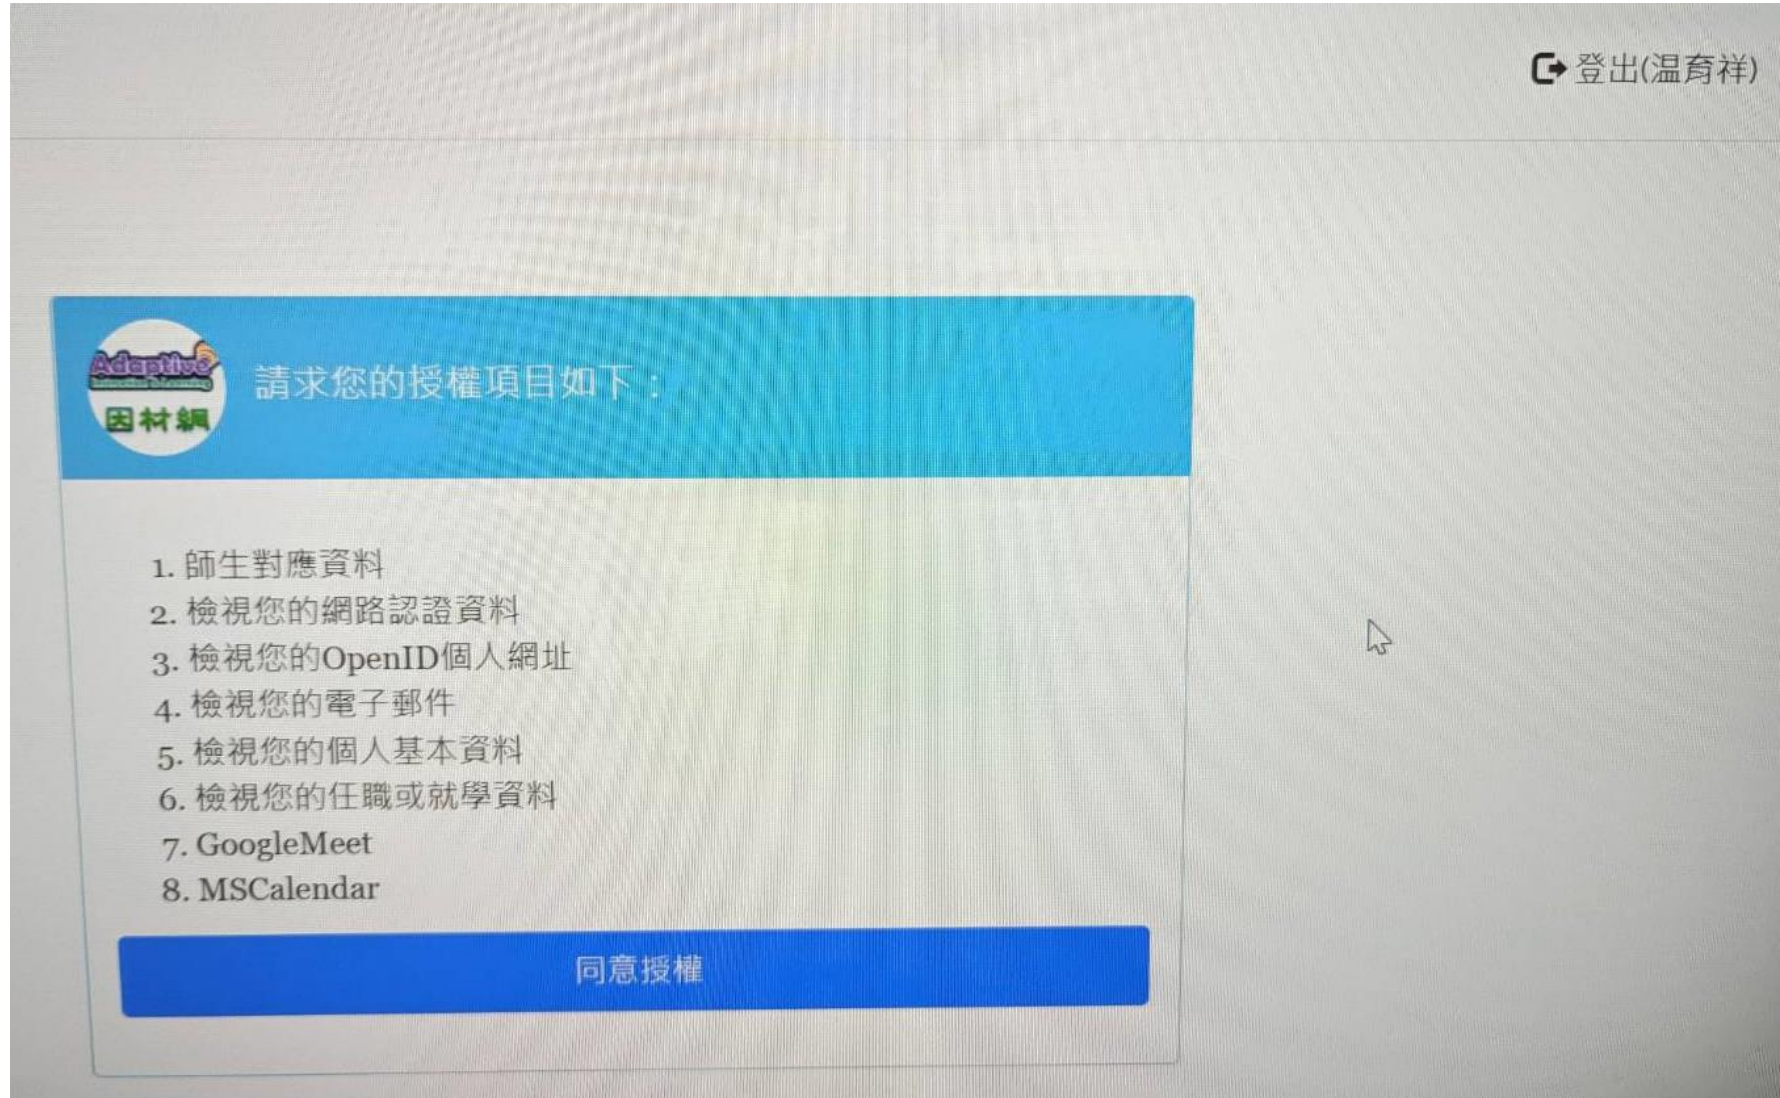 登出(温育祥)
Adaptive
因材網
請求您的授權項目如下：
1. 師生對應資料
2. 檢視您的網路認證資料
3. 檢視您的OpenID個人網址
4. 檢視您的電子郵件
5. 檢視您的個人基本資料
6. 檢視您的任職或就學資料
7. GoogleMeet
8. MSCalendar
同意授權